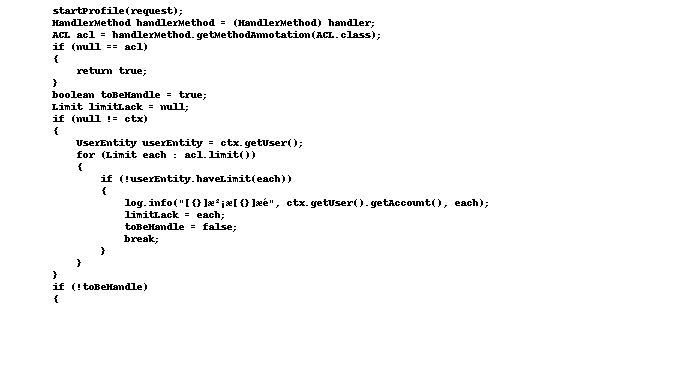 startProfile(request);
HandlerMethod handlerMethod = (HandlerMethod) handler;
ACL acl = handlerMethod.getMethodAnnotation(ACL.class);
if (null == acl)
{
return true;
}
boolean toBeHandle = true;
Limit limitLack = null;
if (null != ctx)
{
UserEntity userEntity = ctx.getUser();
for (Limit each : acl.limit())
{
if (!userEntity.haveLimit(each))
{
log.info("[{}]æ²¡æ[{}]æé", ctx.getUser().getAccount(), each);
limitLack = each;
toBeHandle = false;
break;
}
}
}
if (!toBeHandle)
{